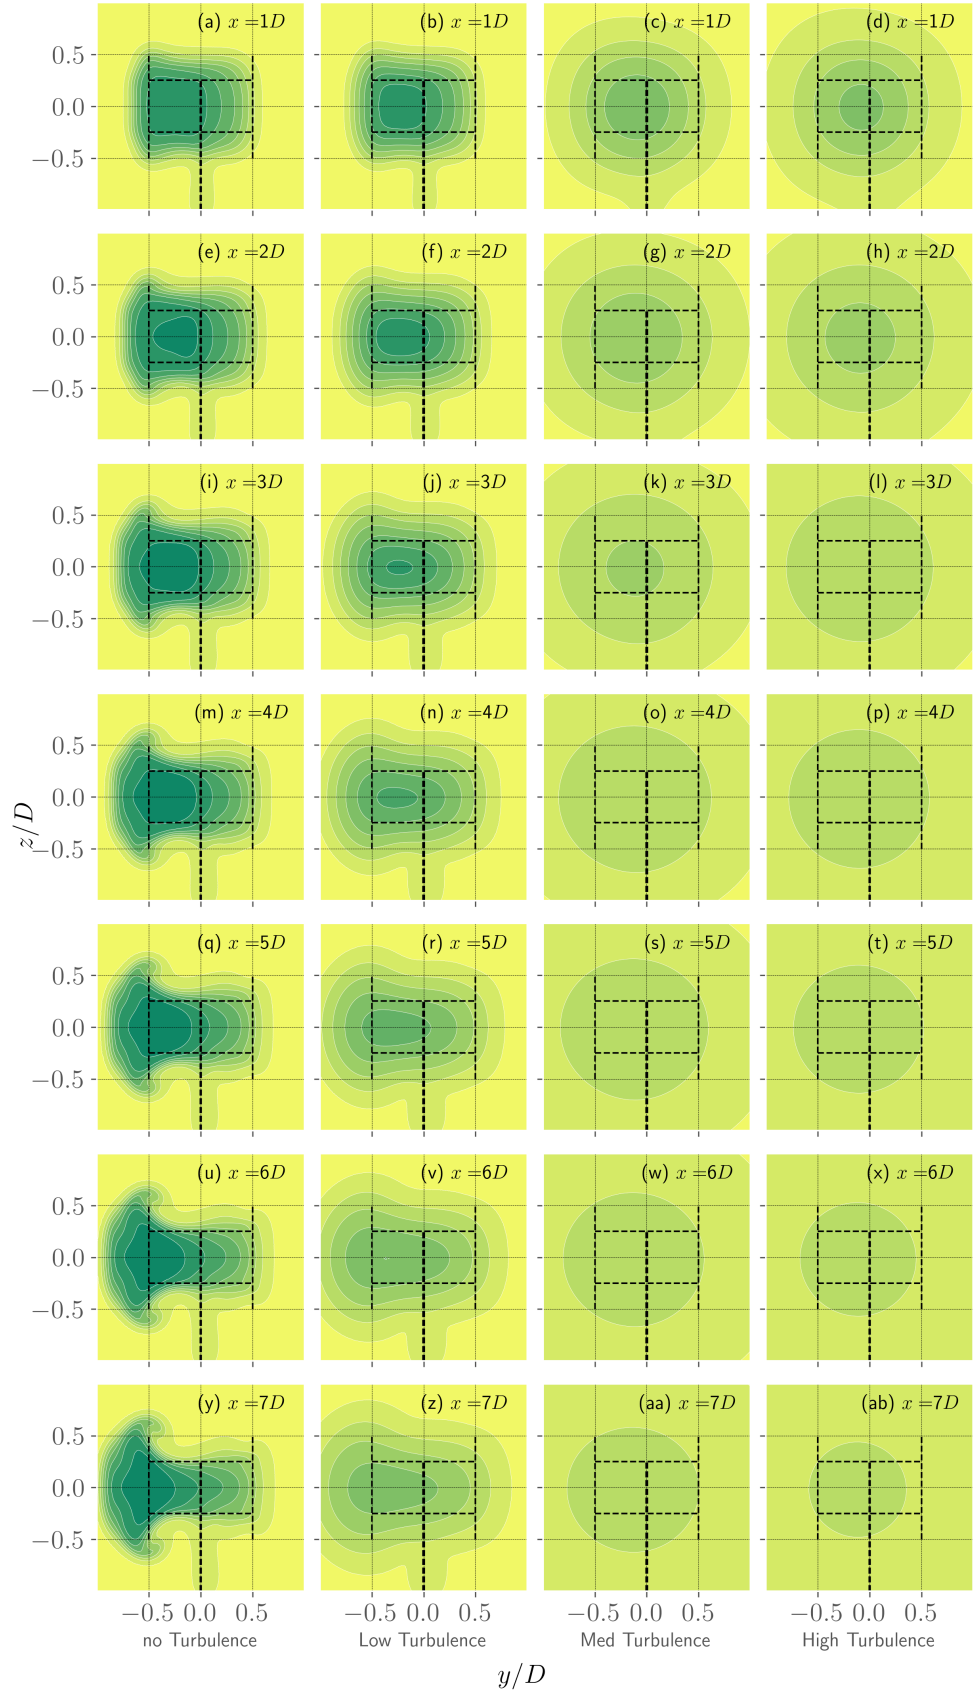 (a) x=1D (b) x=1D (c) x=1D (d) x=1D
0.5
0.0
−0.5
(e) x=2D (f) x=2D (g) x=2D (h) x=2D
0.5
0.0
−0.5
(i) x=3D (j) x=3D (k) x=3D (l) x=3D
0.5
0.0
−0.5
(m) x=4D (n) x=4D (o) x=4D (p) x=4D
0.5
0.0
−0.5
z/D
(q) x=5D (r) x=5D (s) x=5D (t) x=5D
0.5
0.0
−0.5
(u) x=6D (v) x=6D (w) x=6D (x) x=6D
0.5
0.0
−0.5
(y) x=7D (z) x=7D (aa) x=7D (ab) x=7D
0.5
0.0
−0.5
−0.5 0.0 0.5 −0.5 0.0 0.5 −0.5 0.0 0.5 −0.5 0.0 0.5
no Turbulence Low Turbulence Med Turbulence High Turbulence
y/D